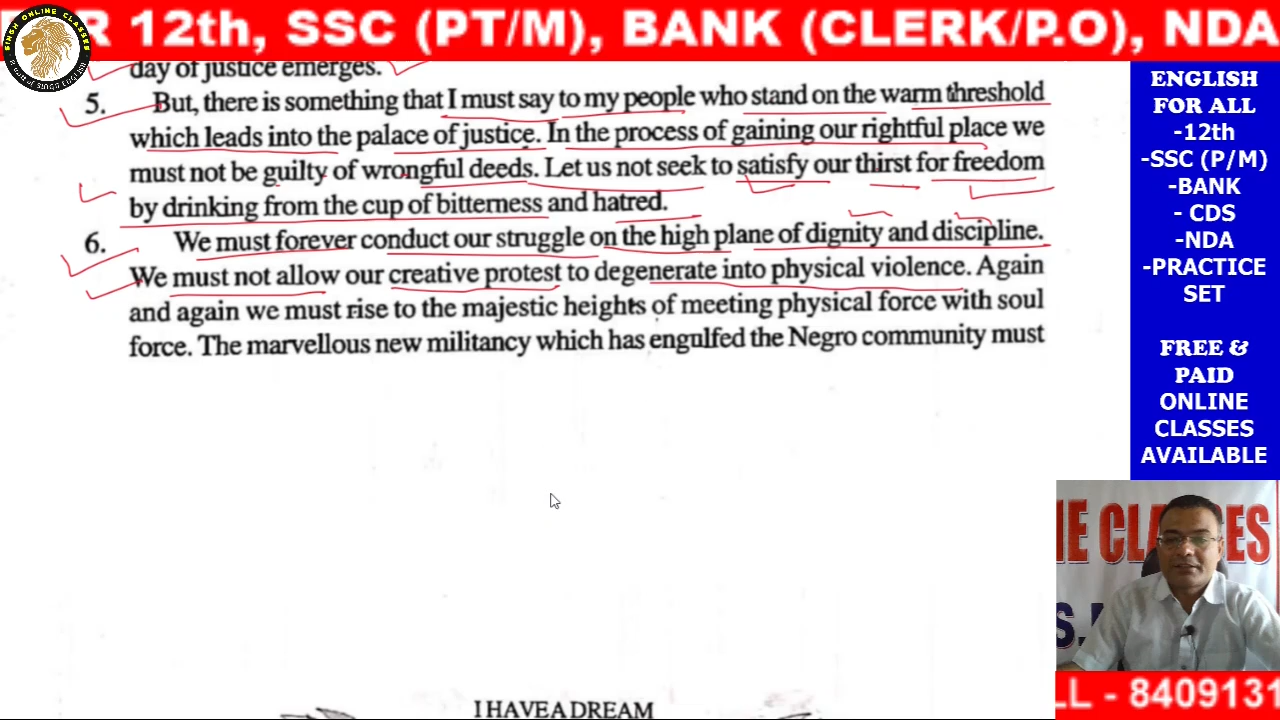 R 12th, SSC (PT/M), BANK (CLERK/P.O), NDA
SINGH ONLINE CLASSES
day of justice emerges.
5. But, there is something that I must say to my people who stand on the warm threshold
which leads into the palace of justice. In the process of gaining our rightful place we
must not be guilty of wrongful deeds. Let us not seek to satisfy our thirst for freedom
by drinking from the cup of bitterness and hatred.
6. We must forever conduct our struggle on the high plane of dignity and discipline.
We must not allow our creative protest to degenerate into physical violence. Again
and again we must rise to the majestic heights of meeting physical force with soul
force. The marvellous new militancy which has engulfed the Negro community must
I HAVE A DREAM
ENGLISH
FOR ALL
-12th
-SSC (P/M)
-BANK
- CDS
-NDA
-PRACTICE
SET
FREE &
PAID
ONLINE
CLASSES
AVAILABLE
NE CLASSES
S.
LL - 8409131